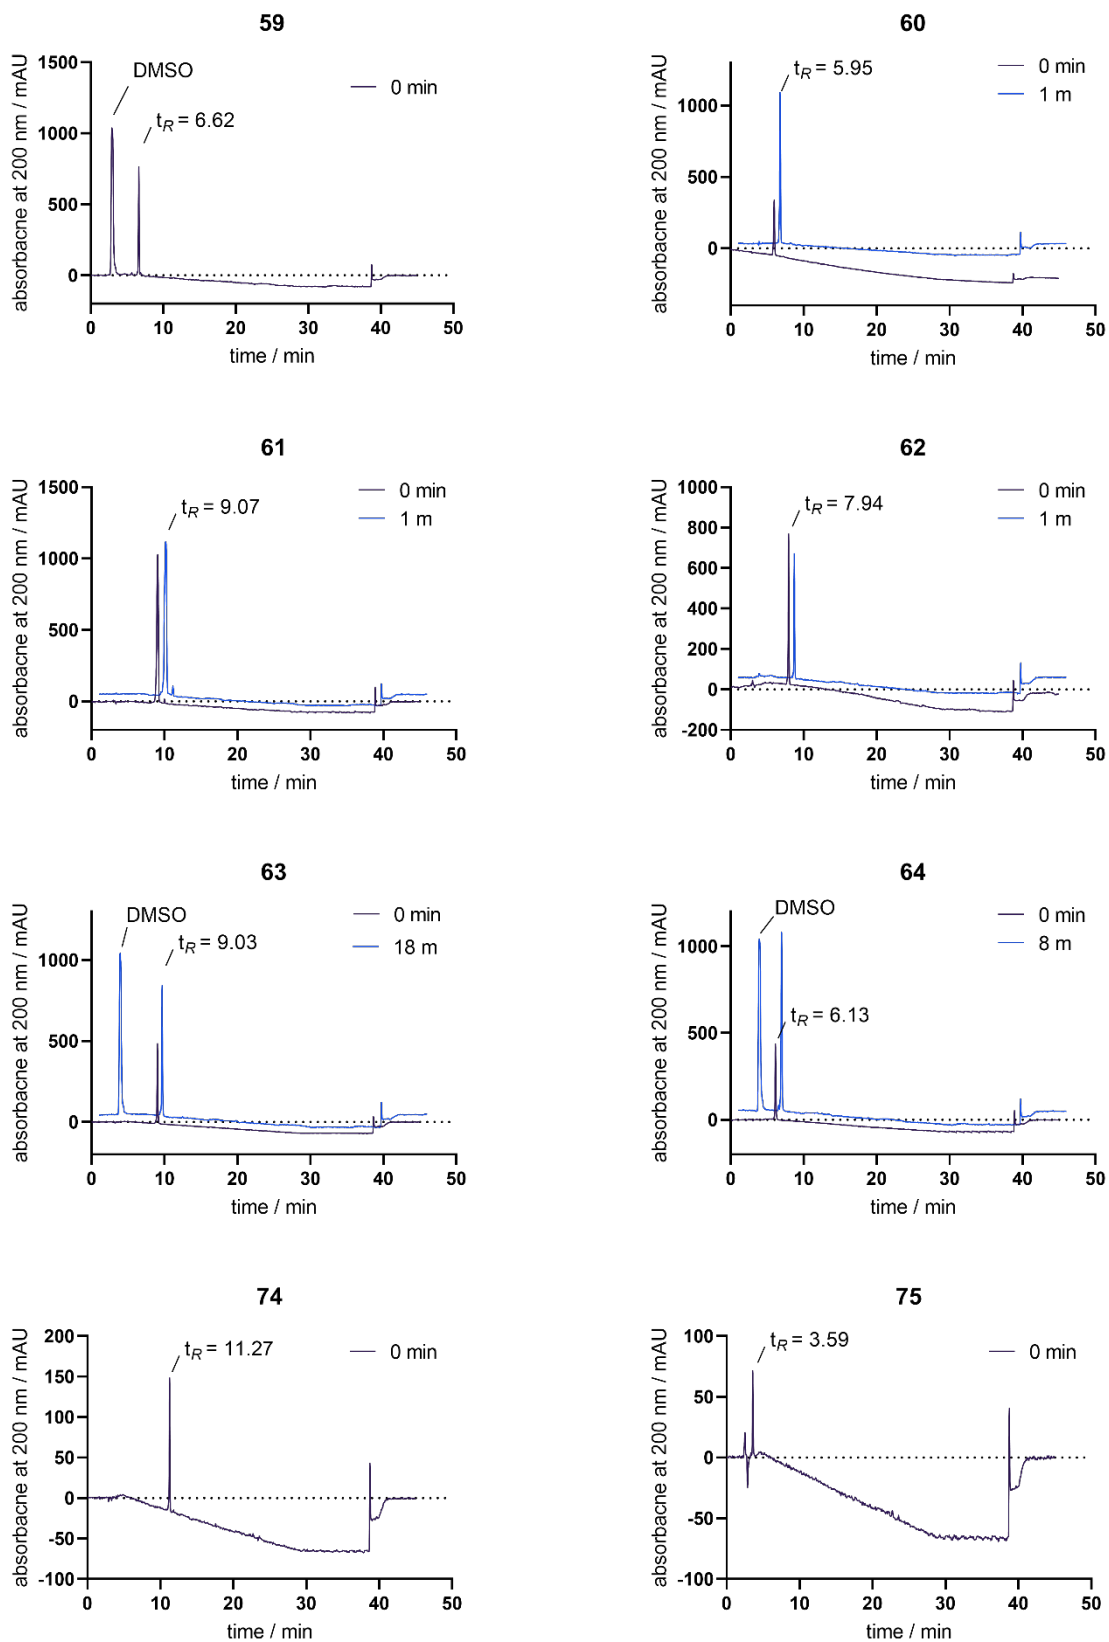 59
absorbacne at 200 nm / mAU
1500
1000
500
0
DMSO
t_R = 6.62
0 min
0 10 20 30 40 50
time / min
60
absorbacne at 200 nm / mAU
1000
500
0
t_R = 5.95
0 min
1 m
0 10 20 30 40 50
time / min
61
absorbacne at 200 nm / mAU
1500
1000
500
0
t_R = 9.07
0 min
1 m
0 10 20 30 40 50
time / min
62
absorbacne at 200 nm / mAU
1000
800
600
400
200
0
-200
t_R = 7.94
0 min
1 m
0 10 20 30 40 50
time / min
63
absorbacne at 200 nm / mAU
1000
500
0
DMSO
t_R = 9.03
0 min
18 m
0 10 20 30 40 50
time / min
64
absorbacne at 200 nm / mAU
1000
500
0
DMSO
t_R = 6.13
0 min
8 m
0 10 20 30 40 50
time / min
74
absorbacne at 200 nm / mAU
200
150
100
50
0
-50
-100
t_R = 11.27
0 min
0 10 20 30 40 50
time / min
75
absorbacne at 200 nm / mAU
100
50
0
-50
-100
t_R = 3.59
0 min
0 10 20 30 40 50
time / min